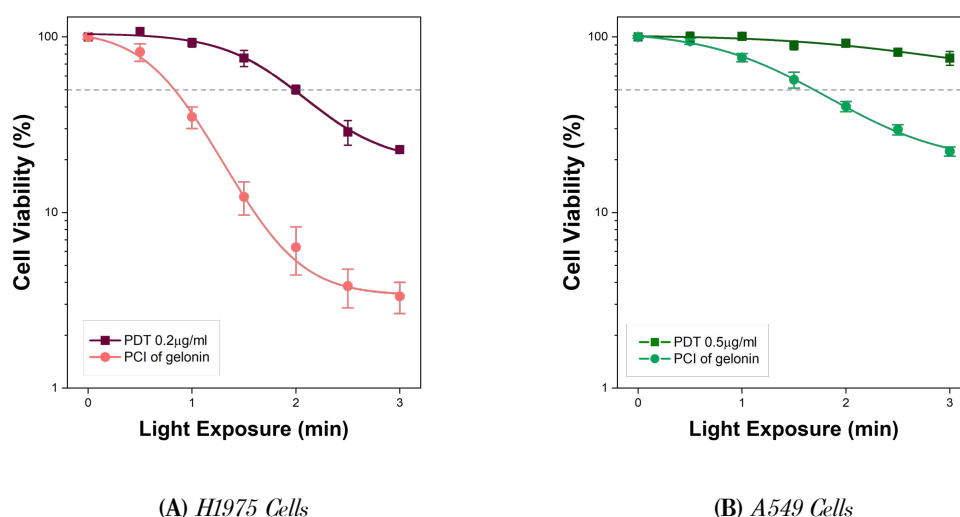 100
10
1
Cell Viability (%)
PDT 0.2μg/ml
PCI of gelonin
0 1 2 3
Light Exposure (min)
(A) H1975 Cells
100
10
1
Cell Viability (%)
PDT 0.5μg/ml
PCI of gelonin
0 1 2 3
Light Exposure (min)
(B) A549 Cells